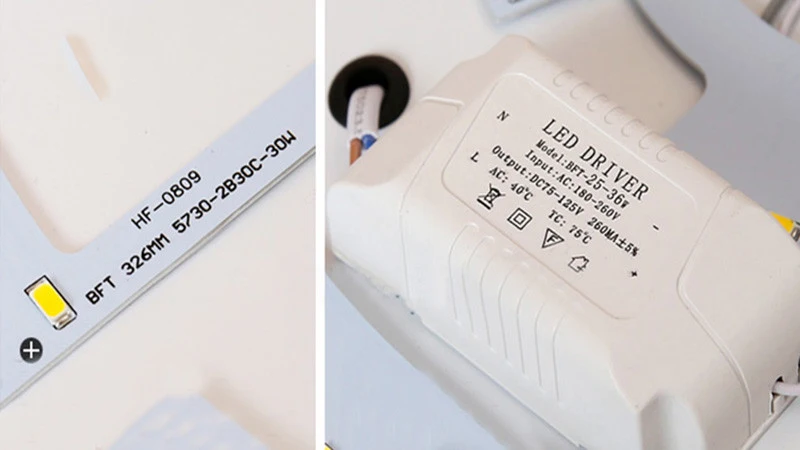 HF-0809
BFT 326MM 5730-2B30C-30W
+
N
LED DRIVER
Model:BFT-25-36w
Input:AC:180-260V
L
Output:DC75-125V 260MA±5%
AC: 40℃ TC: 75℃
F
-
+